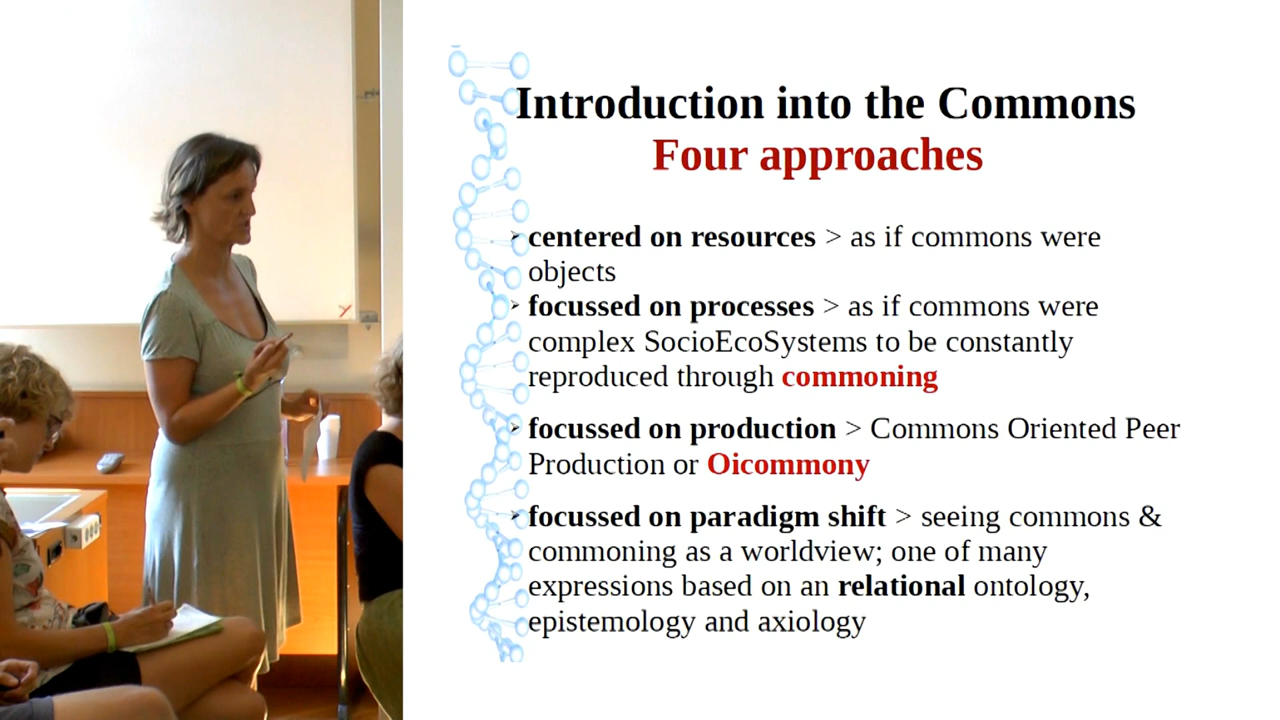 Introduction into the Commons
Four approaches
➢centered on resources > as if commons were
objects
➢focussed on processes > as if commons were
complex SocioEcoSystems to be constantly
reproduced through commoning
➢focussed on production > Commons Oriented Peer
Production or Oicommony
➢focussed on paradigm shift > seeing commons &
commoning as a worldview; one of many
expressions based on an relational ontology,
epistemology and axiology